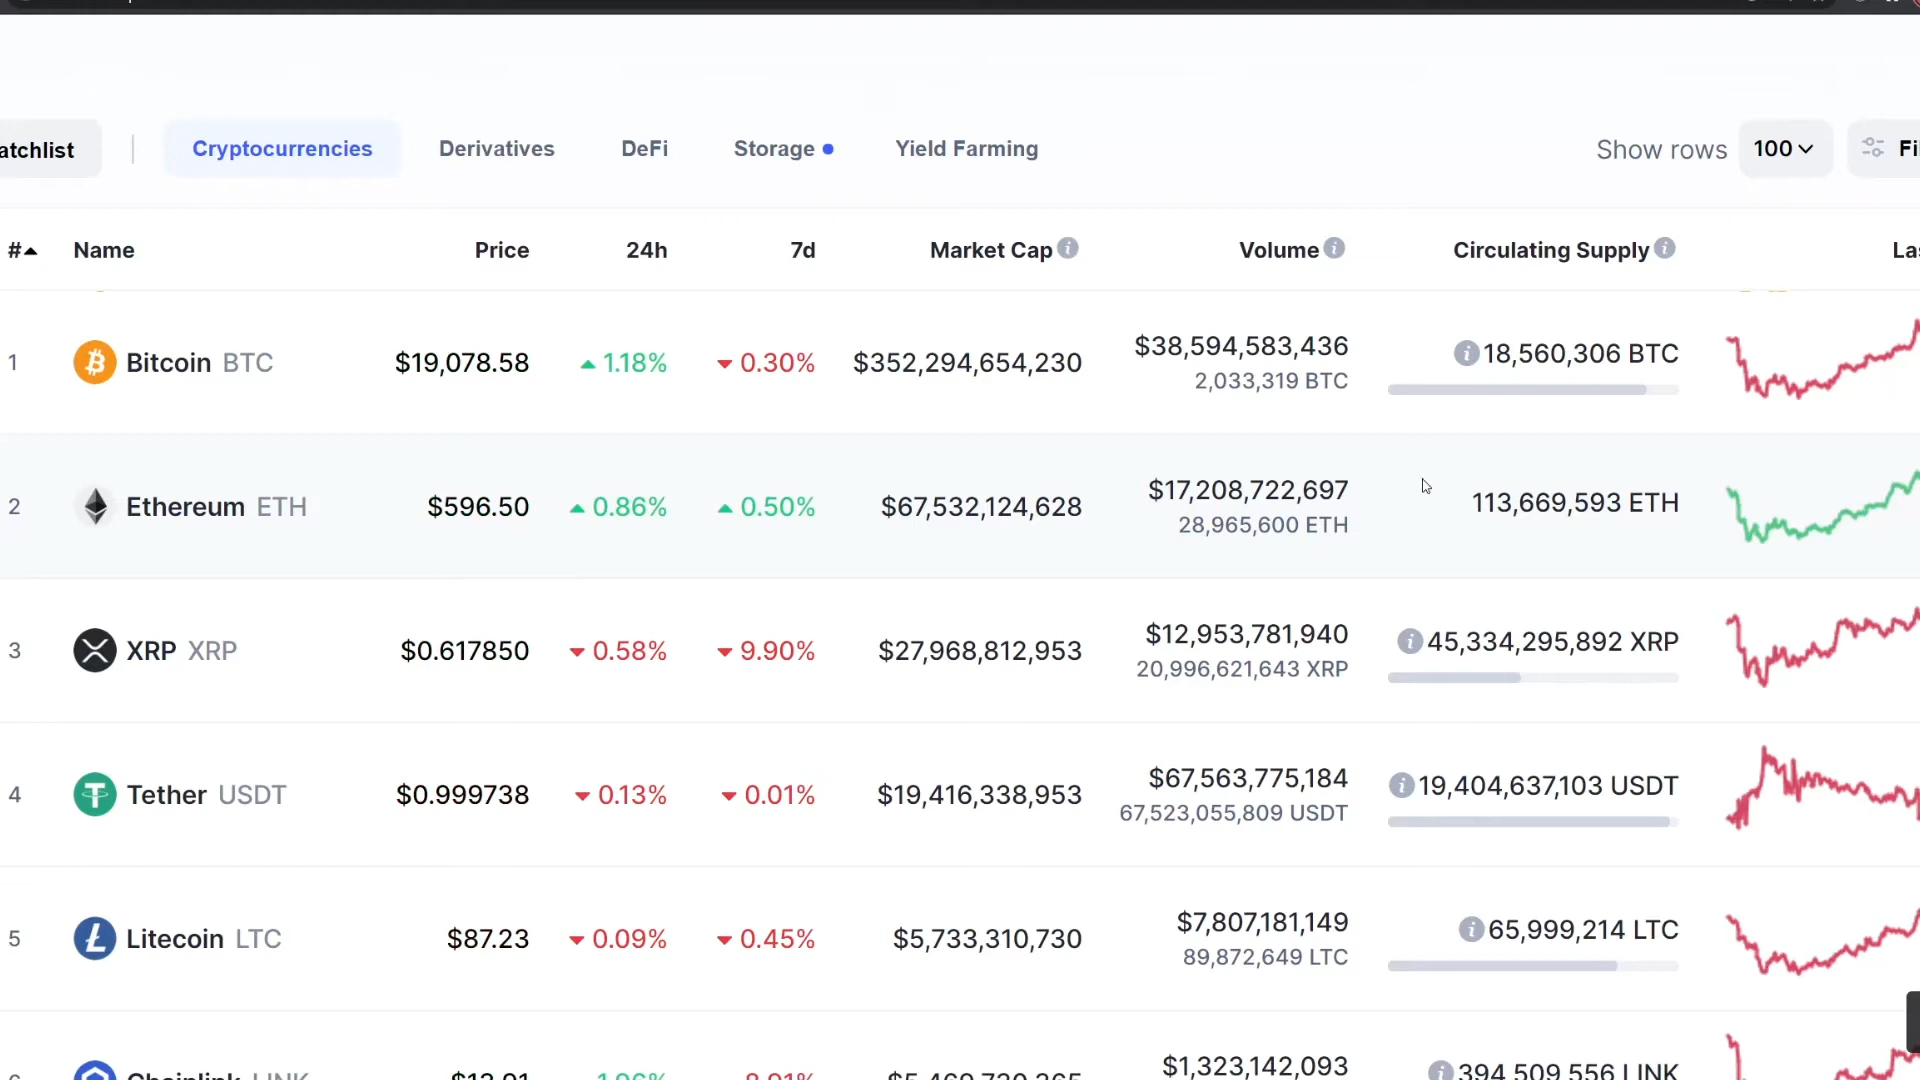 atchlist
Cryptocurrencies Derivatives DeFi Storage Yield Farming Show rows 100
# Name Price 24h 7d Market Cap Volume Circulating Supply
1 Bitcoin BTC $19,078.58 1.18% 0.30% $352,294,654,230 $38,594,583,436 18,560,306 BTC
2,033,319 BTC
2 Ethereum ETH $596.50 0.86% 0.50% $67,532,124,628 $17,208,722,697 113,669,593 ETH
28,965,600 ETH
3 XRP XRP $0.617850 0.58% 9.90% $27,968,812,953 $12,953,781,940 45,334,295,892 XRP
20,996,621,643 XRP
4 Tether USDT $0.999738 0.13% 0.01% $19,416,338,953 $67,563,775,184 19,404,637,103 USDT
67,523,055,809 USDT
5 Litecoin LTC $87.23 0.09% 0.45% $5,733,310,730 $7,807,181,149 65,999,214 LTC
89,872,649 LTC
Chainlink LINK $1,323,142,093 394,509,556 LINK